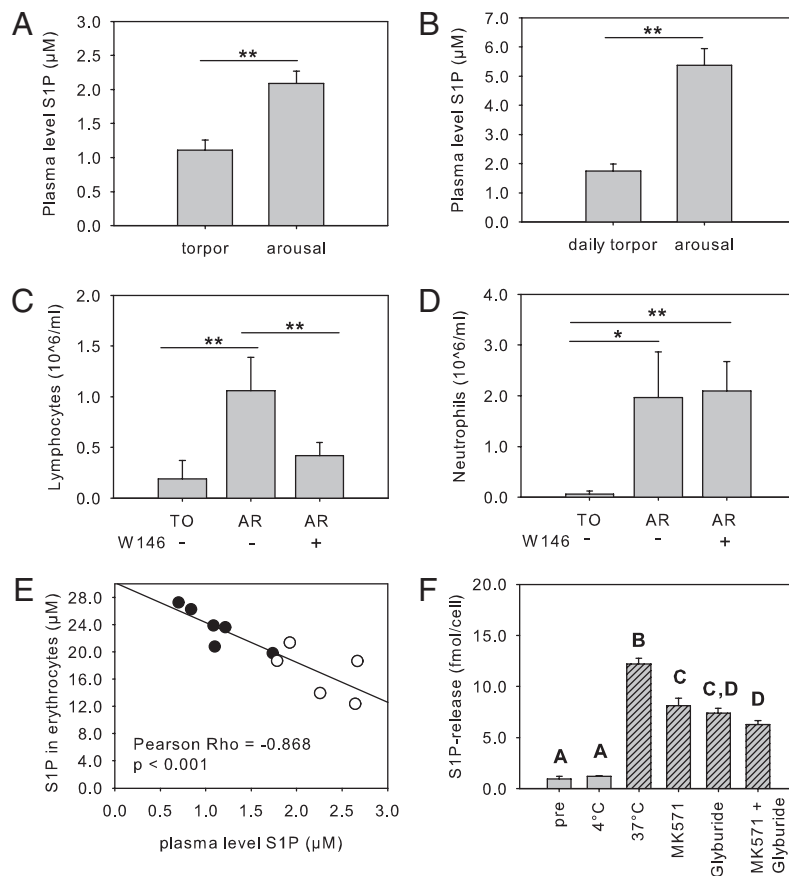 A
Plasma level S1P (µM)
3.0
2.5
2.0
1.5
1.0
0.5
0.0
**
torpor
arousal
B
Plasma level S1P (µM)
7.0
6.0
5.0
4.0
3.0
2.0
1.0
0.0
**
daily torpor
arousal
C
Lymphocytes (10^6/ml)
2.0
1.5
1.0
0.5
0.0
**
**
TO AR AR
W146 - - +
D
Neutrophils (10^6/ml)
4.0
3.0
2.0
1.0
0.0
**
*
TO AR AR
W146 - - +
E
S1P in erythrocytes (µM)
28.0
24.0
20.0
16.0
12.0
8.0
4.0
0.0
Pearson Rho = -0.868
p < 0.001
0.0 0.5 1.0 1.5 2.0 2.5 3.0
plasma level S1P (µM)
F
S1P-release (fmol/cell)
20.0
15.0
10.0
5.0
0.0
A
A
B
C
C,D
D
pre
4°C
37°C
MK571
Glyburide
MK571 +
Glyburide